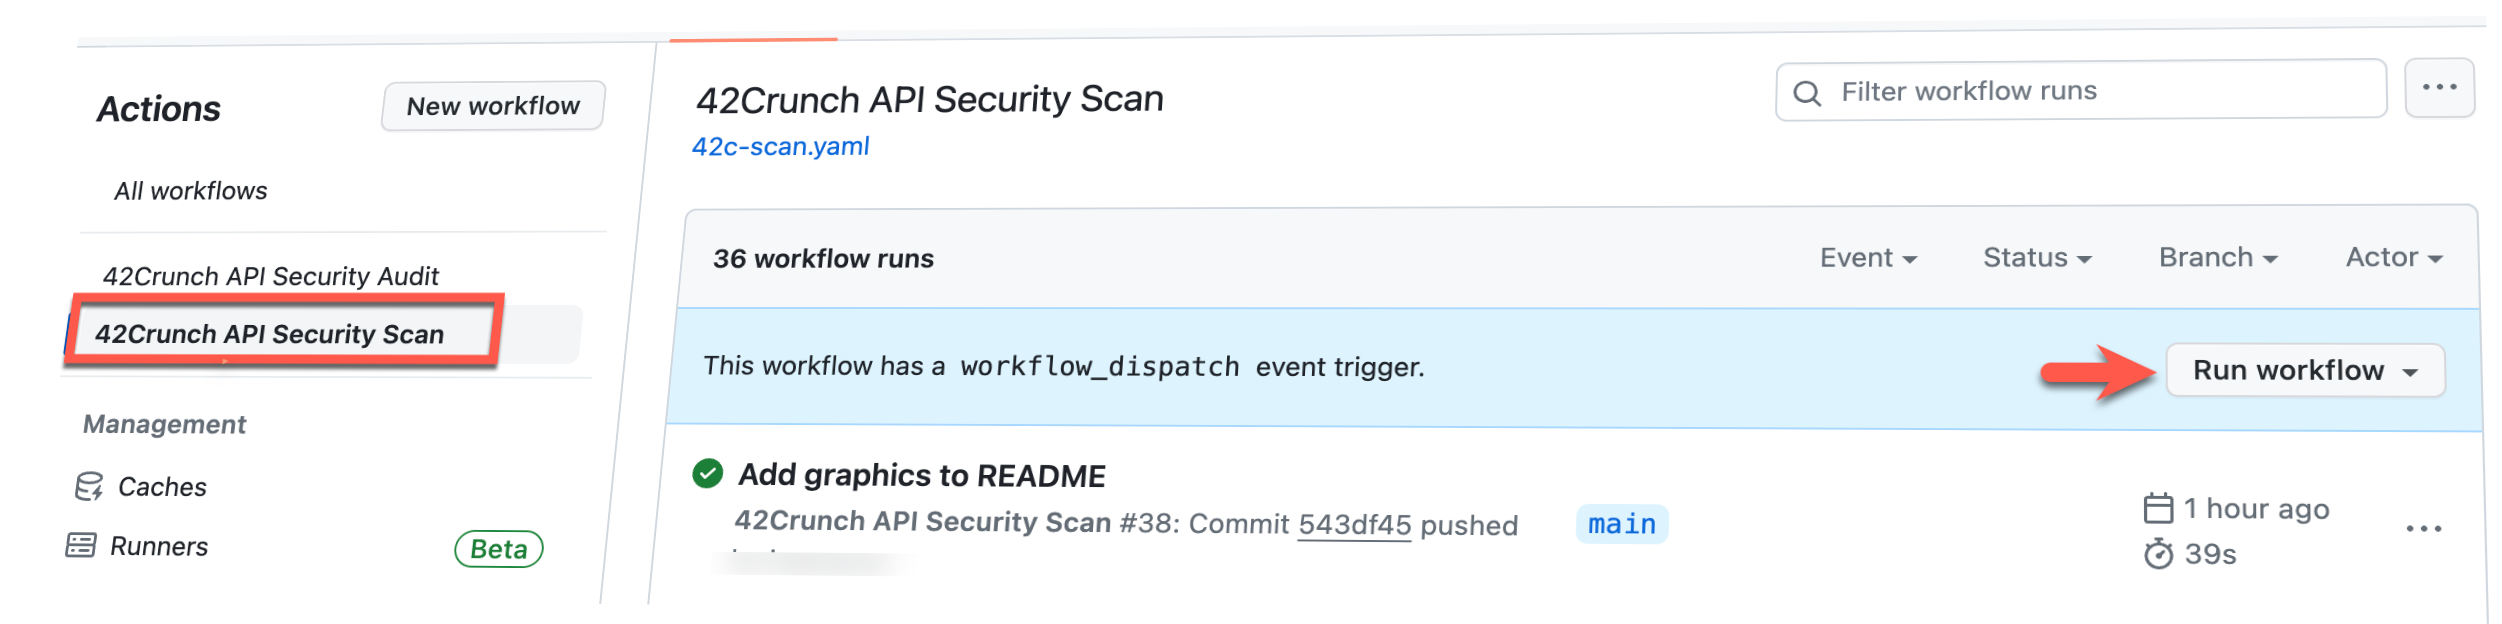 Actions
New workflow
All workflows
42Crunch API Security Audit
42Crunch API Security Scan
Management
Caches
Runners
Beta
42Crunch API Security Scan
42c-scan.yaml
Filter workflow runs
36 workflow runs
Event
Status
Branch
Actor
This workflow has a workflow_dispatch event trigger.
Run workflow
Add graphics to README
42Crunch API Security Scan #38: Commit 543df45 pushed
main
1 hour ago
39s